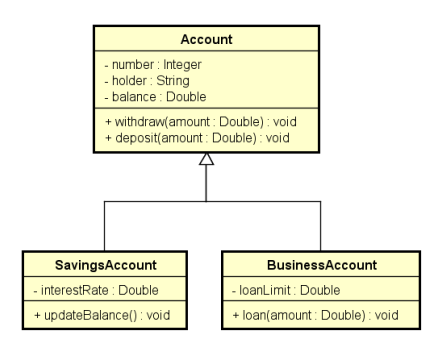 Account
- number : Integer
- holder : String
- balance : Double
+ withdraw(amount : Double) : void
+ deposit(amount : Double) : void
SavingsAccount
- interestRate : Double
+ updateBalance() : void
BusinessAccount
- loanLimit : Double
+ loan(amount : Double) : void